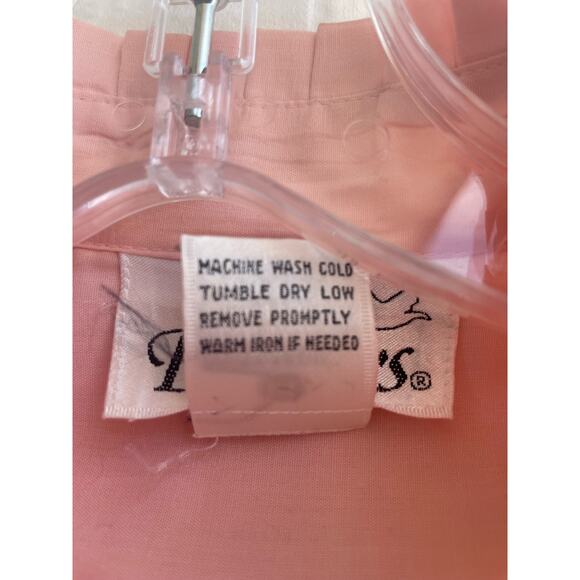 MACHINE WASH COLD
TUMBLE DRY LOW
REMOVE PROMPTLY
WARM IRON IF NEEDED
®